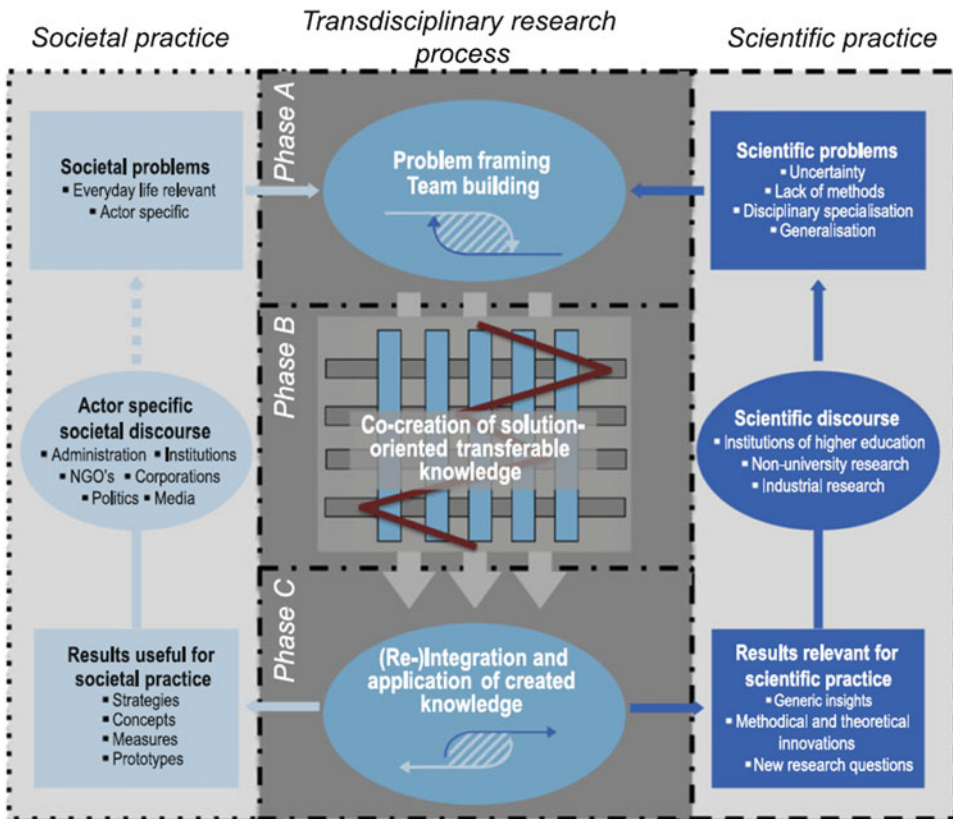 Societal practice
Transdisciplinary research
process
Scientific practice
Phase A
Societal problems
▪ Everyday life relevant
▪ Actor specific
Problem framing
Team building
Scientific problems
▪ Uncertainty
▪ Lack of methods
▪ Disciplinary specialisation
▪ Generalisation
Phase B
Actor specific
societal discourse
▪ Administration ▪ Institutions
▪ NGO's ▪ Corporations
▪ Politics ▪ Media
Co-creation of solution-
oriented transferable
knowledge
Scientific discourse
▪ Institutions of higher education
▪ Non-university research
▪ Industrial research
Phase C
Results useful for
societal practice
▪ Strategies
▪ Concepts
▪ Measures
▪ Prototypes
(Re-)Integration and
application of created
knowledge
Results relevant for
scientific practice
▪ Generic insights
▪ Methodical and theoretical
innovations
▪ New research questions